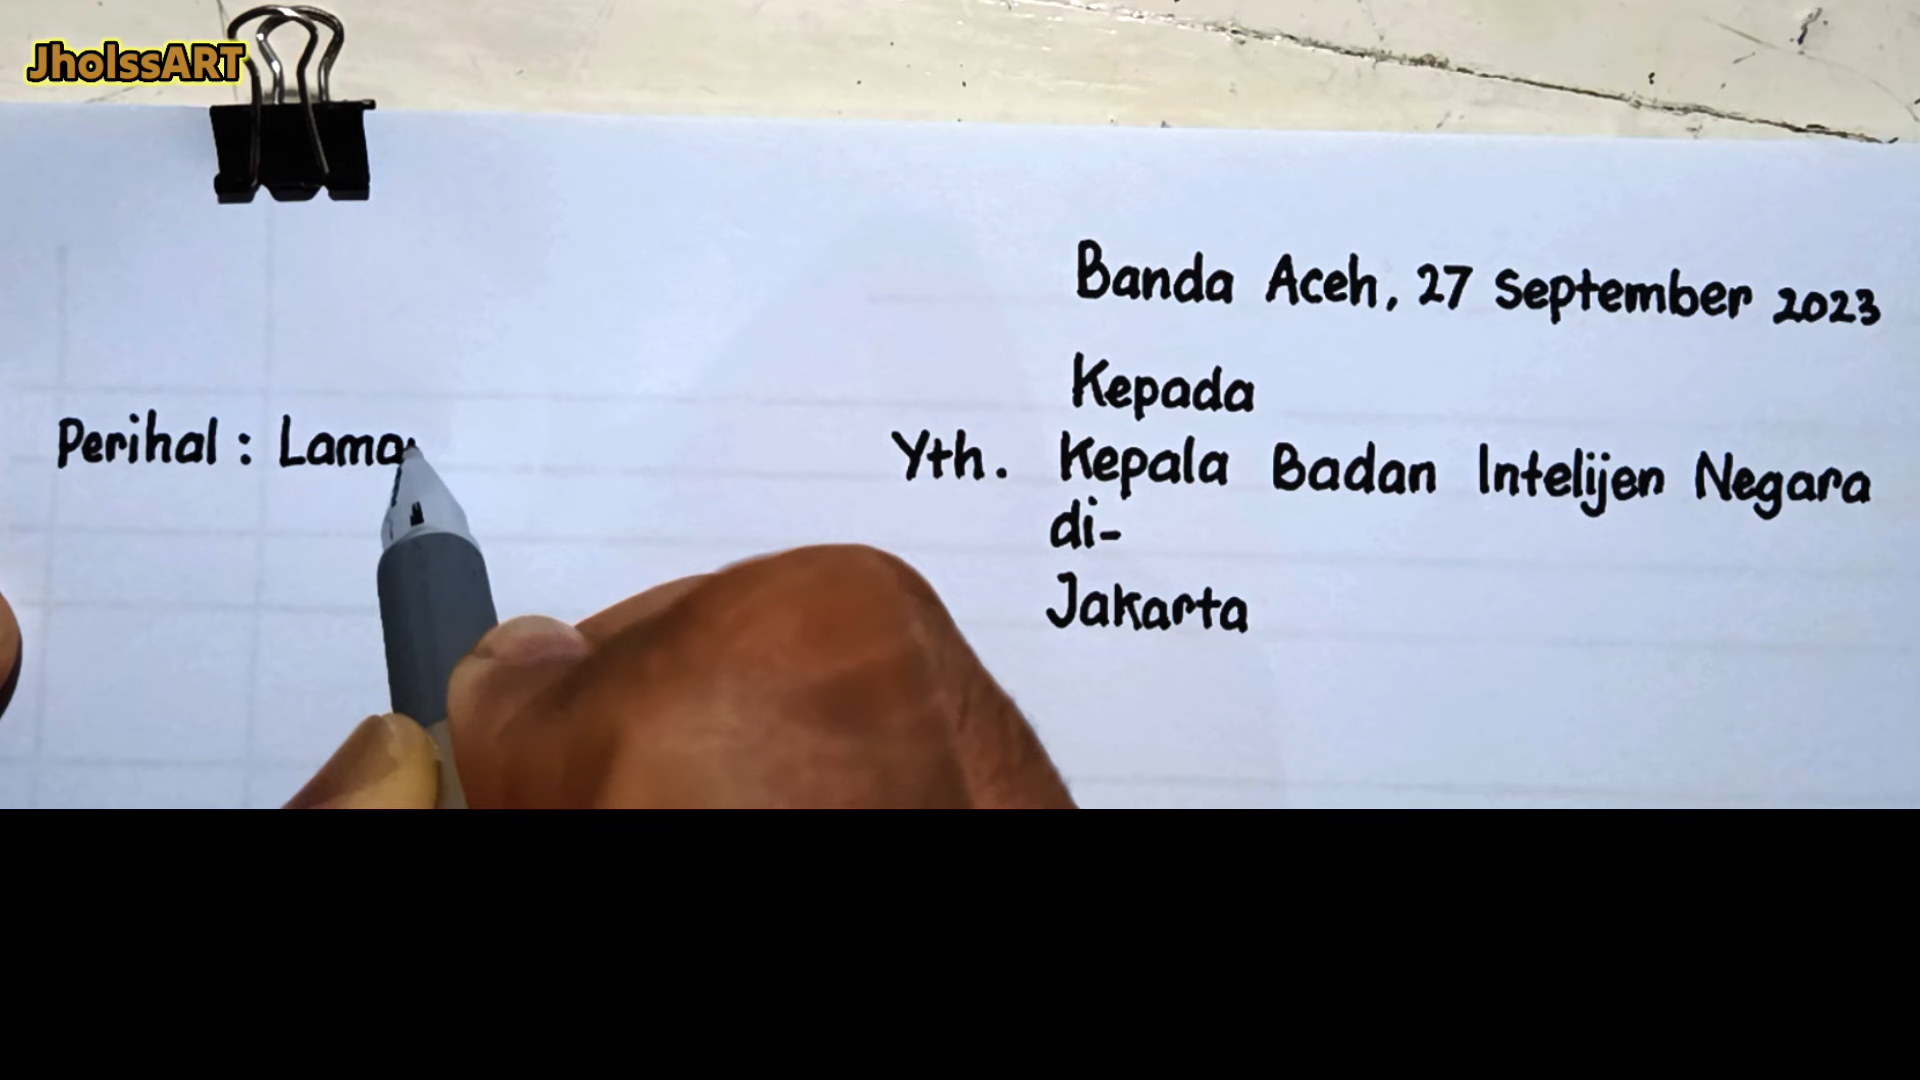 JholssART
Banda Aceh, 27 September 2023
Kepada
Perihal : Lama
Yth. Kepala Badan Intelijen Negara
di-
Jakarta